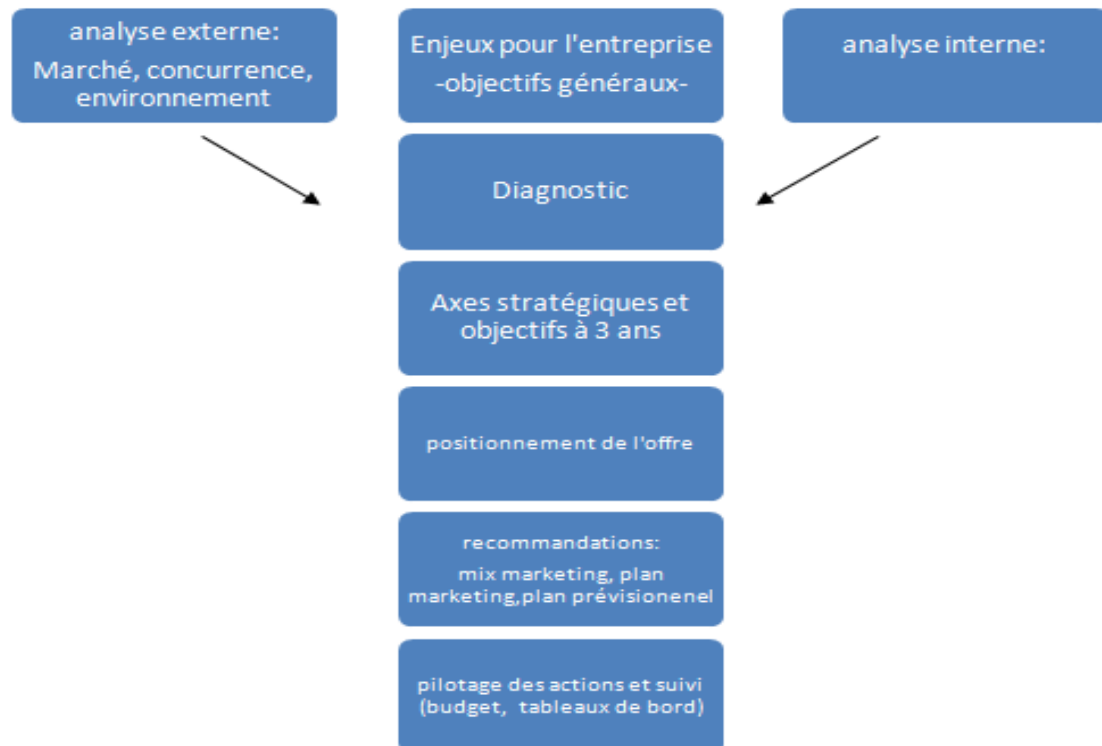 analyse externe:
Marché, concurrence,
environnement
Enjeux pour l'entreprise
-objectifs généraux-
analyse interne:
Diagnostic
Axes stratégiques et
objectifs à 3 ans
positionnement de l'offre
recommandations:
mix marketing, plan
marketing,plan prévisionenel
pilotage des actions et suivi
(budget, tableaux de bord)